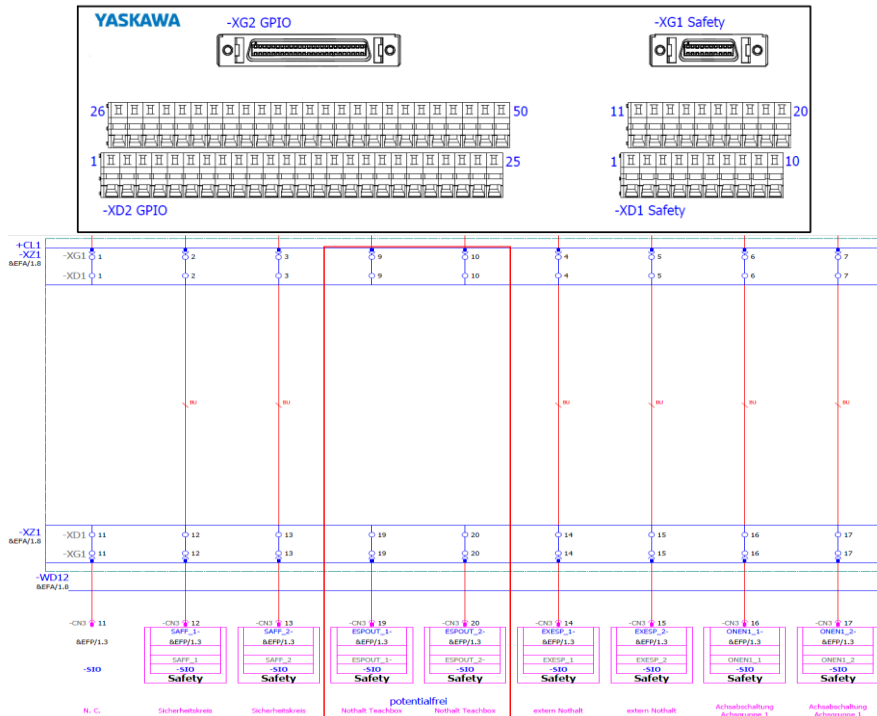 YASKAWA
-XG2 GPIO
-XG1 Safety
26
50
11
20
1
25
1
10
-XD2 GPIO
-XD1 Safety
+CL1
-XZ1
&EFA/1.8
-XG1 1 2 3 9 10 4 5 6 7
-XD1 1 2 3 9 10 4 5 6 7
BU BU BU BU BU BU
-XZ1
&EFA/1.8
-XD1 11 12 13 19 20 14 15 16 17
-XG1 11 12 13 19 20 14 15 16 17
-WD12
&EFA/1.8
-CN3 11 -CN3 12 -CN3 13 -CN3 19 -CN3 20 -CN3 14 -CN3 15 -CN3 16 -CN3 17
SAFF_1- SAFF_2- ESPOUT_1- ESPOUT_2- EXESP_1- EXESP_2- ONEN1_1- ONEN1_2-
&EFP/1.3 &EFP/1.3 &EFP/1.3 &EFP/1.3 &EFP/1.3 &EFP/1.3 &EFP/1.3 &EFP/1.3 &EFP/1.3
SAFF_1 SAFF_2 ESPOUT_1- ESPOUT_2- EXESP_1 EXESP_2 ONEN1_1 ONEN1_2
-SIO -SIO -SIO -SIO -SIO -SIO -SIO -SIO -SIO
Safety Safety Safety Safety Safety Safety Safety Safety
potentialfrei
N. C. Sicherheitskreis Sicherheitskreis Nothalt Teachbox Nothalt Teachbox extern Nothalt extern Nothalt Achsabschaltung Achsabschaltung
Achsgruppe 1 Achsgruppe 1